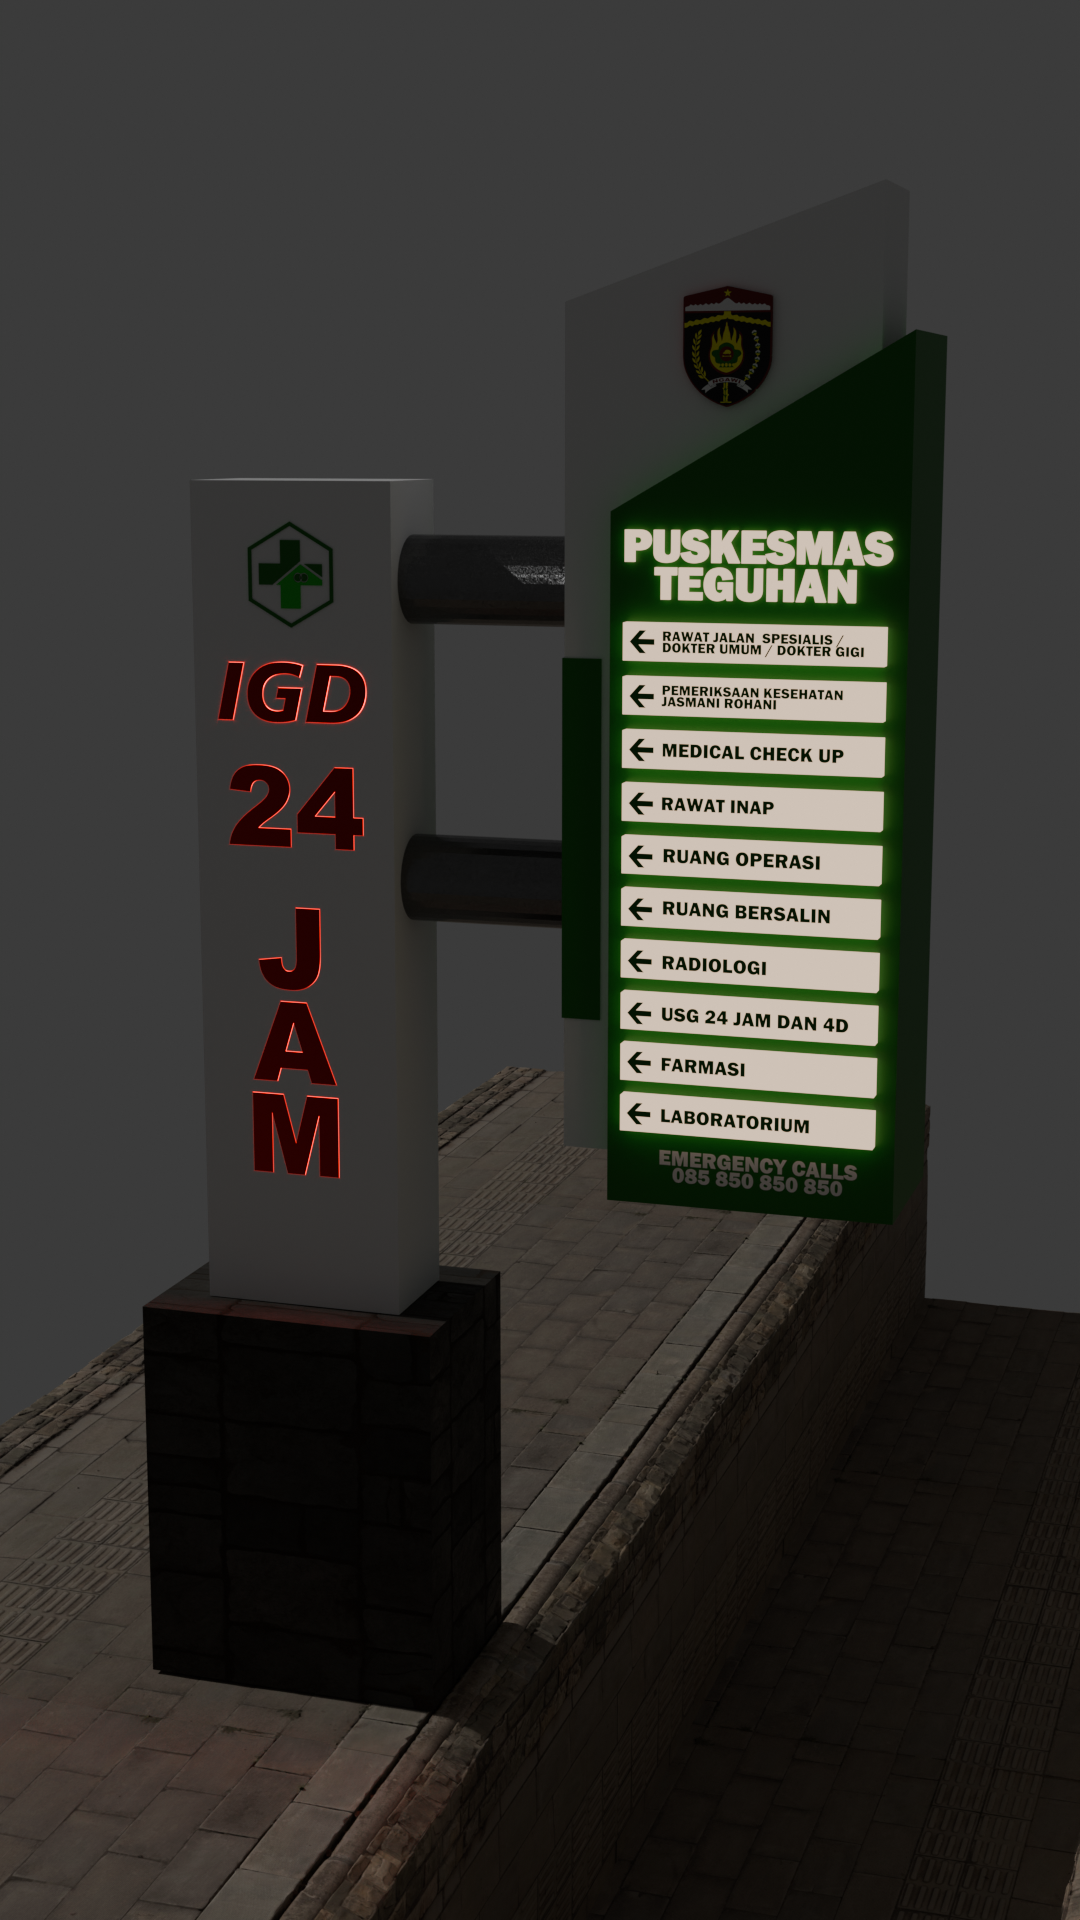 IGD
24
J
A
M
NGAWI
PUSKESMAS
TEGUHAN
RAWAT JALAN SPESIALIS /
DOKTER UMUM / DOKTER GIGI
PEMERIKSAAN KESEHATAN
JASMANI ROHANI
MEDICAL CHECK UP
RAWAT INAP
RUANG OPERASI
RUANG BERSALIN
RADIOLOGI
USG 24 JAM DAN 4D
FARMASI
LABORATORIUM
EMERGENCY CALLS
085 850 850 850